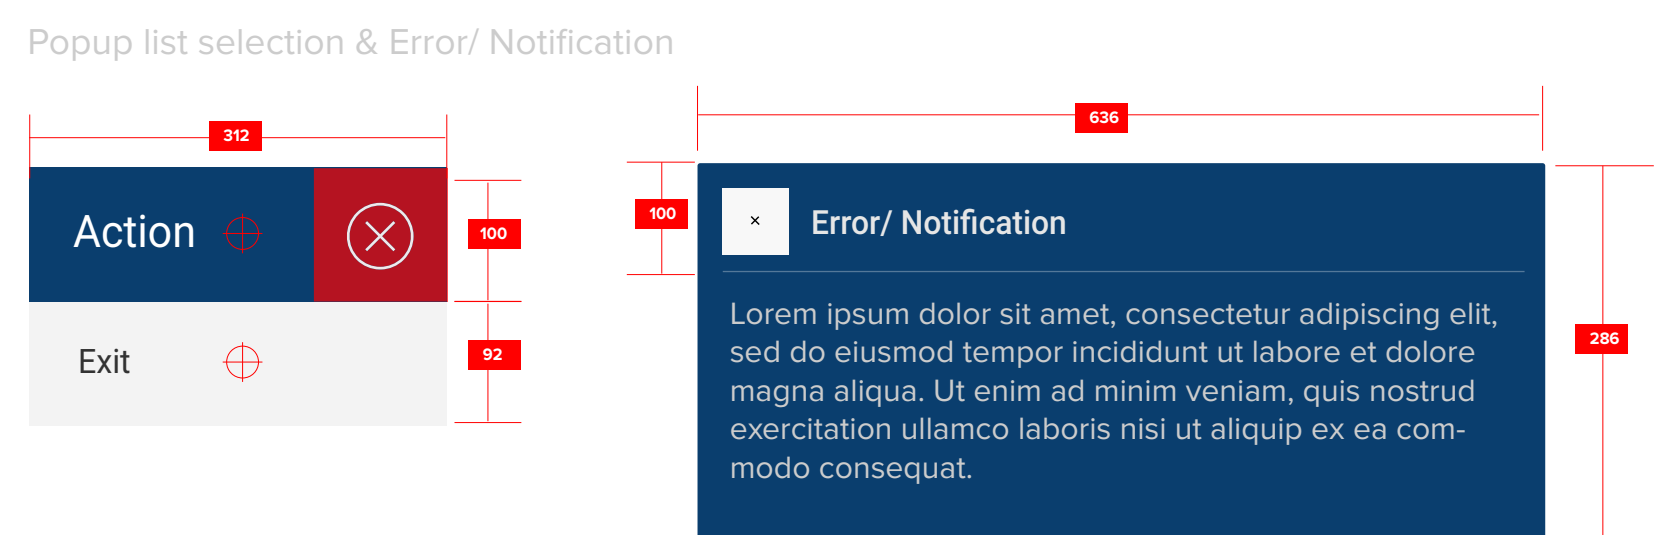 Popup list selection & Error/ Notification
312
636
Action
100
Exit
92
100
Error/ Notification
Lorem ipsum dolor sit amet, consectetur adipiscing elit,
sed do eiusmod tempor incididunt ut labore et dolore
magna aliqua. Ut enim ad minim veniam, quis nostrud
exercitation ullamco laboris nisi ut aliquip ex ea com-
modo consequat.
286